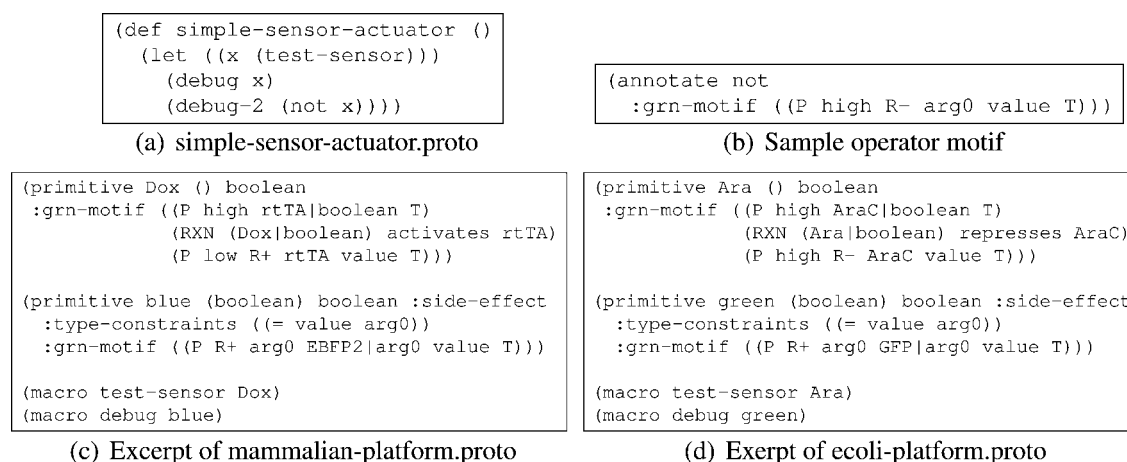 (def simple-sensor-actuator ()
(let ((x (test-sensor)))
(debug x)
(debug-2 (not x))))
(a) simple-sensor-actuator.proto
(annotate not
:grn-motif ((P high R- arg0 value T)))
(b) Sample operator motif
(primitive Dox () boolean
:grn-motif ((P high rtTA|boolean T)
(RXN (Dox|boolean) activates rtTA)
(P low R+ rtTA value T)))
(primitive blue (boolean) boolean :side-effect
:type-constraints ((= value arg0))
:grn-motif ((P R+ arg0 EBFP2|arg0 value T)))
(macro test-sensor Dox)
(macro debug blue)
(c) Excerpt of mammalian-platform.proto
(primitive Ara () boolean
:grn-motif ((P high AraC|boolean T)
(RXN (Ara|boolean) represses AraC)
(P high R- AraC value T)))
(primitive green (boolean) boolean :side-effect
:type-constraints ((= value arg0))
:grn-motif ((P R+ arg0 GFP|arg0 value T)))
(macro test-sensor Ara)
(macro debug green)
(d) Exerpt of ecoli-platform.proto